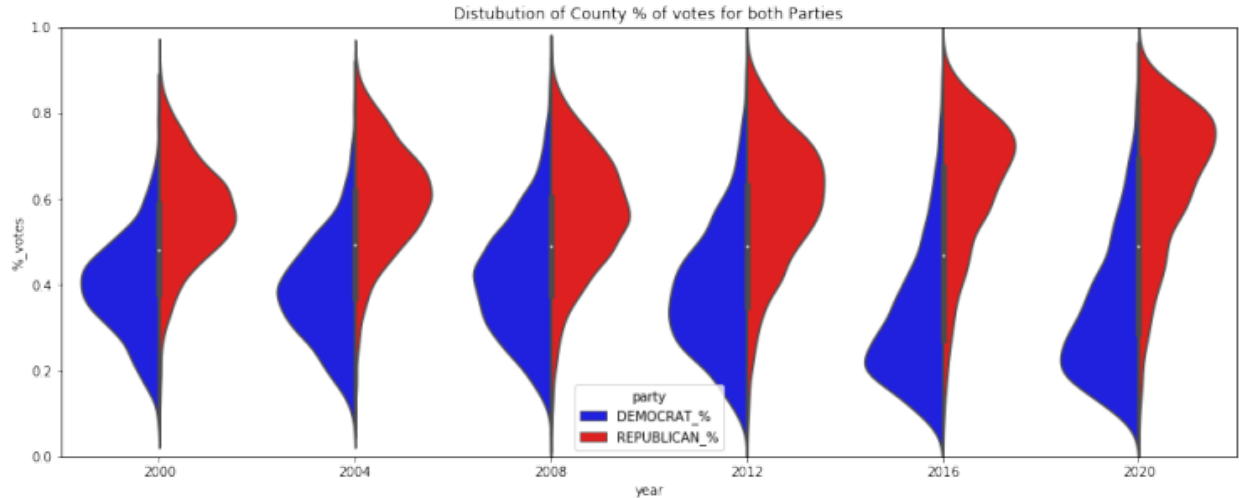 Distubution of County % of votes for both Parties
1.0
0.8
0.6
0.4
0.2
0.0
%_votes
2000 2004 2008 2012 2016 2020
year
party
DEMOCRAT_%
REPUBLICAN_%